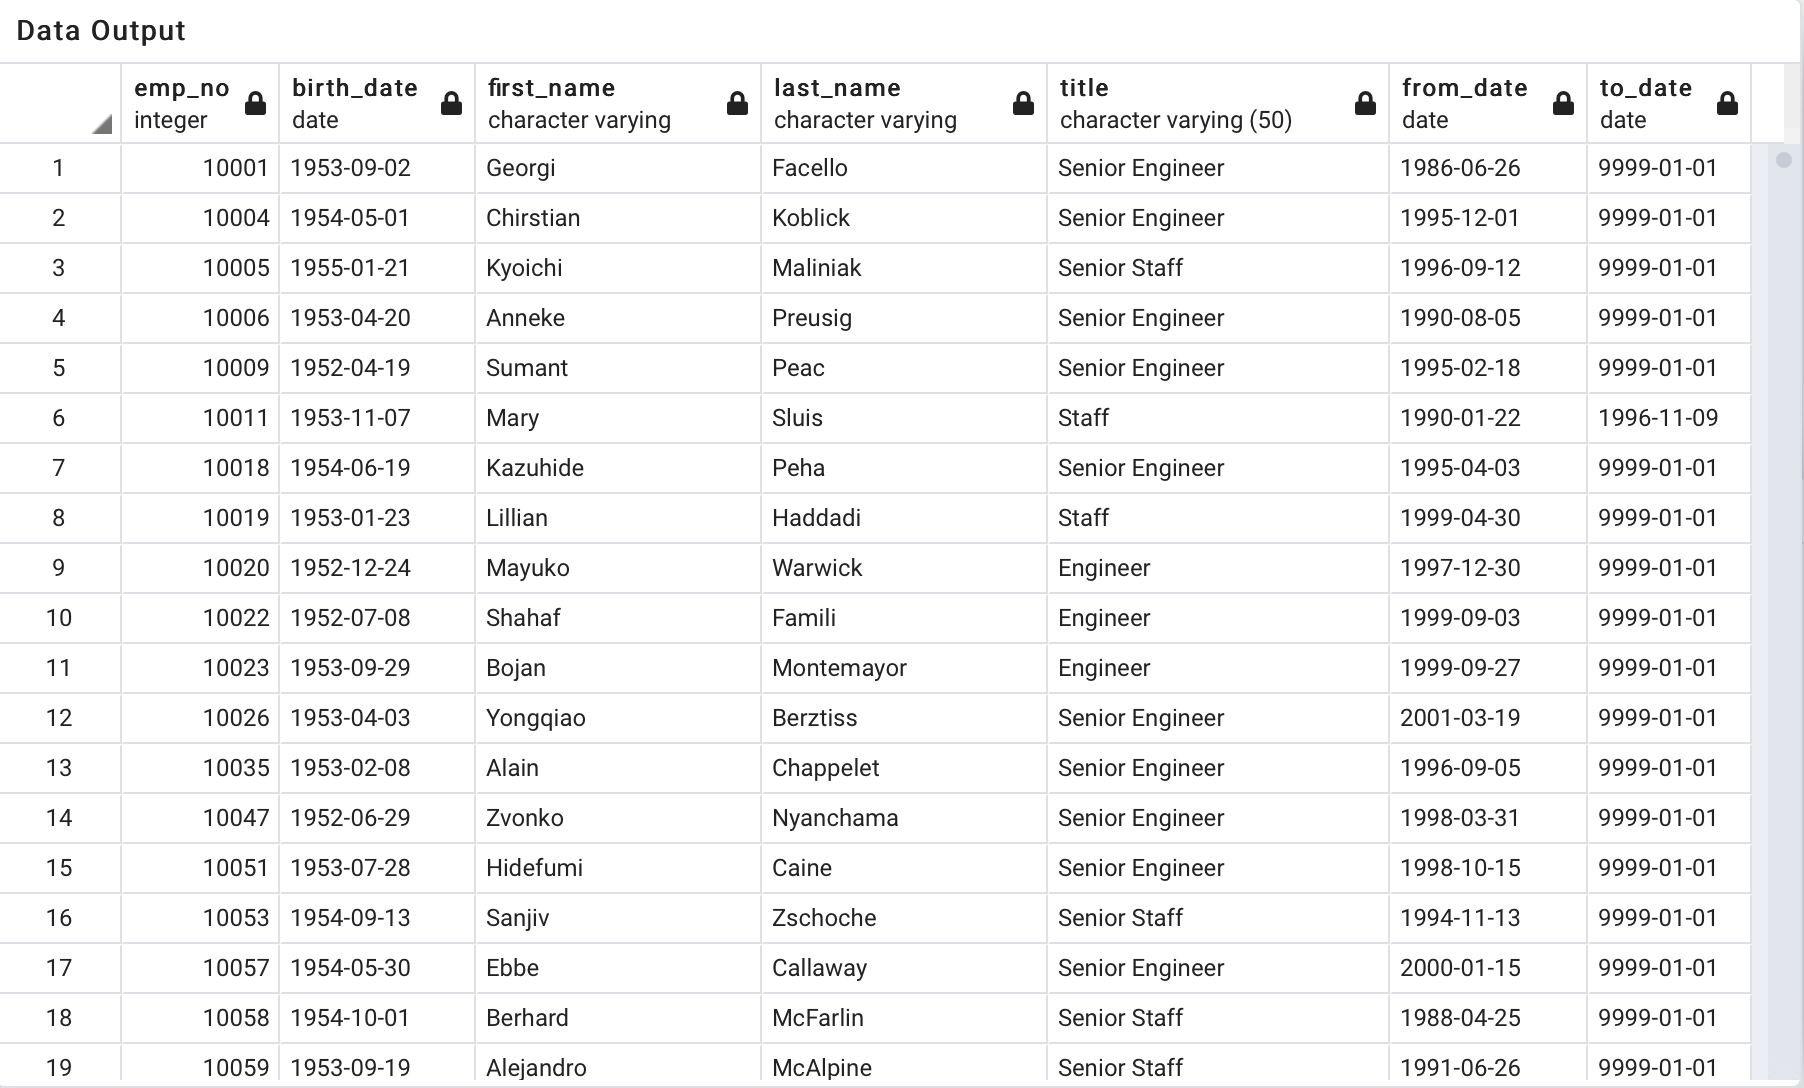 Data Output
emp_no birth_date first_name last_name title from_date to_date
integer date character varying character varying character varying (50) date date
1 10001 1953-09-02 Georgi Facello Senior Engineer 1986-06-26 9999-01-01
2 10004 1954-05-01 Chirstian Koblick Senior Engineer 1995-12-01 9999-01-01
3 10005 1955-01-21 Kyoichi Maliniak Senior Staff 1996-09-12 9999-01-01
4 10006 1953-04-20 Anneke Preusig Senior Engineer 1990-08-05 9999-01-01
5 10009 1952-04-19 Sumant Peac Senior Engineer 1995-02-18 9999-01-01
6 10011 1953-11-07 Mary Sluis Staff 1990-01-22 1996-11-09
7 10018 1954-06-19 Kazuhide Peha Senior Engineer 1995-04-03 9999-01-01
8 10019 1953-01-23 Lillian Haddadi Staff 1999-04-30 9999-01-01
9 10020 1952-12-24 Mayuko Warwick Engineer 1997-12-30 9999-01-01
10 10022 1952-07-08 Shahaf Famili Engineer 1999-09-03 9999-01-01
11 10023 1953-09-29 Bojan Montemayor Engineer 1999-09-27 9999-01-01
12 10026 1953-04-03 Yongqiao Berztiss Senior Engineer 2001-03-19 9999-01-01
13 10035 1953-02-08 Alain Chappelet Senior Engineer 1996-09-05 9999-01-01
14 10047 1952-06-29 Zvonko Nyanchama Senior Engineer 1998-03-31 9999-01-01
15 10051 1953-07-28 Hidefumi Caine Senior Engineer 1998-10-15 9999-01-01
16 10053 1954-09-13 Sanjiv Zschoche Senior Staff 1994-11-13 9999-01-01
17 10057 1954-05-30 Ebbe Callaway Senior Engineer 2000-01-15 9999-01-01
18 10058 1954-10-01 Berhard McFarlin Senior Staff 1988-04-25 9999-01-01
19 10059 1953-09-19 Alejandro McAlpine Senior Staff 1991-06-26 9999-01-01